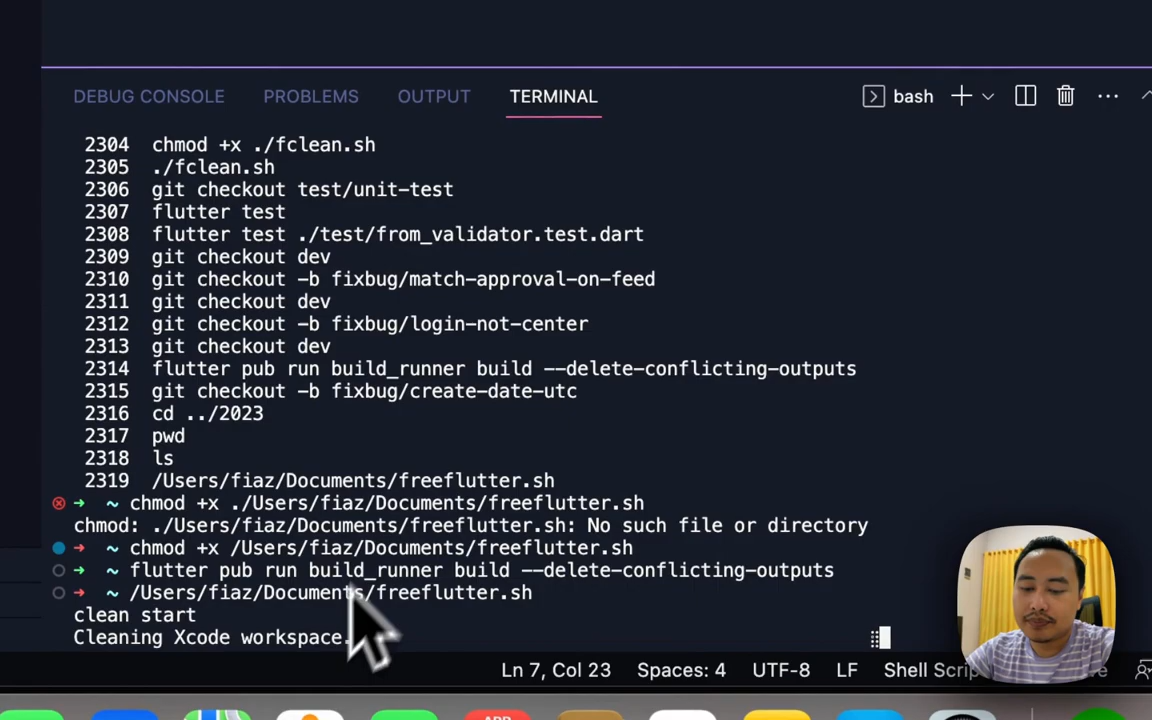 DEBUG CONSOLE PROBLEMS OUTPUT TERMINAL bash
2304 chmod +x ./fclean.sh
2305 ./fclean.sh
2306 git checkout test/unit-test
2307 flutter test
2308 flutter test ./test/from_validator.test.dart
2309 git checkout dev
2310 git checkout -b fixbug/match-approval-on-feed
2311 git checkout dev
2312 git checkout -b fixbug/login-not-center
2313 git checkout dev
2314 flutter pub run build_runner build --delete-conflicting-outputs
2315 git checkout -b fixbug/create-date-utc
2316 cd ../2023
2317 pwd
2318 ls
2319 /Users/fiaz/Documents/freeflutter.sh
➜ ~ chmod +x ./Users/fiaz/Documents/freeflutter.sh
chmod: ./Users/fiaz/Documents/freeflutter.sh: No such file or directory
➜ ~ chmod +x /Users/fiaz/Documents/freeflutter.sh
➜ ~ flutter pub run build_runner build --delete-conflicting-outputs
➜ ~ /Users/fiaz/Documents/freeflutter.sh
clean start
Cleaning Xcode workspace.
Ln 7, Col 23 Spaces: 4 UTF-8 LF Shell Scrip
APP